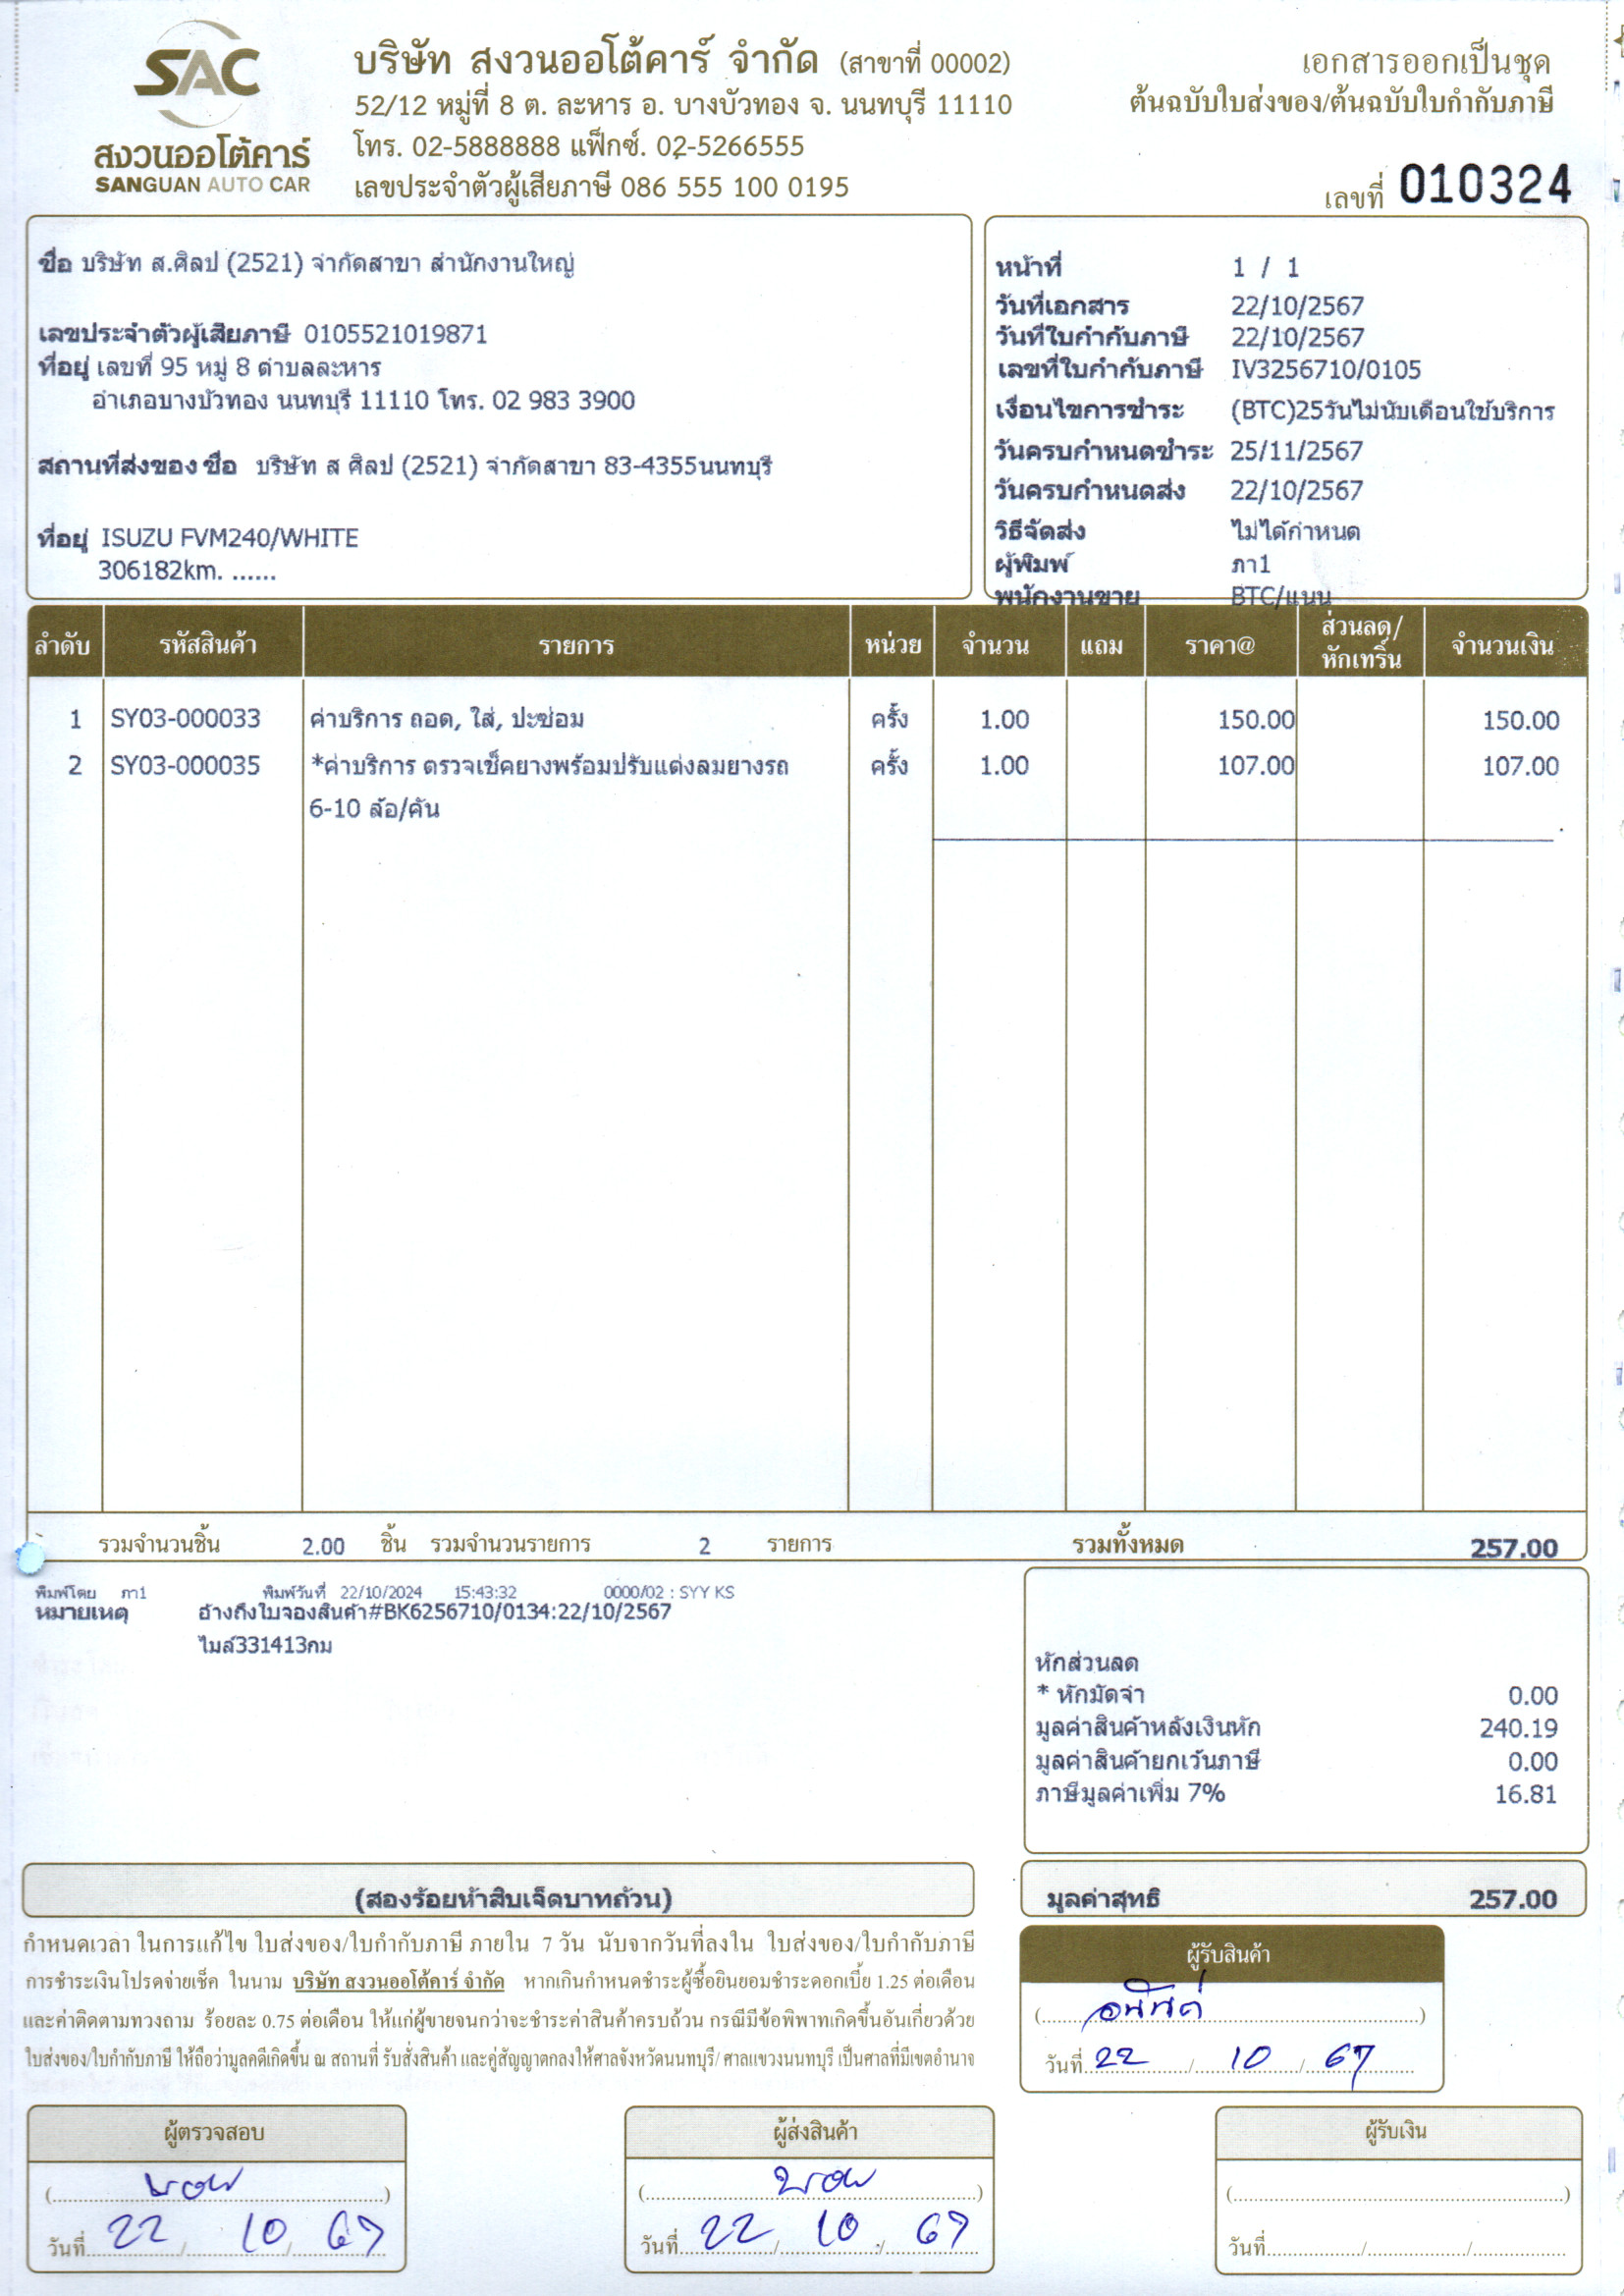 SAC
สงวนออโต้คาร์
SANGUAN AUTO CAR
บริษัท สงวนออโต้คาร์ จำกัด (สาขาที่ 00002)
52/12 หมู่ที่ 8 ต. ละหาร อ. บางบัวทอง จ. นนทบุรี 11110
โทร. 02-5888888 แฟ็กซ์. 02-5266555
เลขประจำตัวผู้เสียภาษี 086 555 100 0195
เอกสารออกเป็นชุด
ต้นฉบับใบส่งของ/ต้นฉบับใบกำกับภาษี
เลขที่ 010324
ชื่อ บริษัท ส.ศิลป (2521) จำกัดสาขา สำนักงานใหญ่
เลขประจำตัวผู้เสียภาษี 0105521019871
ที่อยู่ เลขที่ 95 หมู่ 8 ตำบลละหาร
อำเภอบางบัวทอง นนทบุรี 11110 โทร. 02 983 3900
สถานที่ส่งของ ชื่อ บริษัท ส ศิลป (2521) จำกัดสาขา 83-4355นนทบุรี
ที่อยู่ ISUZU FVM240/WHITE
306182km. ......
หน้าที่ 1 / 1
วันที่เอกสาร 22/10/2567
วันที่ใบกำกับภาษี 22/10/2567
เลขที่ใบกำกับภาษี IV3256710/0105
เงื่อนไขการชำระ (BTC)25วันไม่นับเดือนใช้บริการ
วันครบกำหนดชำระ 25/11/2567
วันครบกำหนดส่ง 22/10/2567
วิธีจัดส่ง ไม่ได้กำหนด
ผู้พิมพ์ ภา1
พนักงานขาย BTC/แนน
ลำดับ รหัสสินค้า รายการ หน่วย จำนวน แถม ราคา@ ส่วนลด/หักเทริ์น จำนวนเงิน
1 SY03-000033 ค่าบริการ ถอด, ใส่, ปะซ่อม ครั้ง 1.00 150.00 150.00
2 SY03-000035 *ค่าบริการ ตรวจเช็คยางพร้อมปรับแต่งลมยางรถ ครั้ง 1.00 107.00 107.00
6-10 ล้อ/คัน
รวมจำนวนชิ้น 2.00 ชิ้น รวมจำนวนรายการ 2 รายการ รวมทั้งหมด 257.00
พิมพ์โดย ภา1 พิมพ์วันที่ 22/10/2024 15:43:32 0000/02 : SYY KS
หมายเหตุ อ้างถึงใบจองสินค้า#BK6256710/0134:22/10/2567
ไมล์331413กม
หักส่วนลด
* หักมัดจำ 0.00
มูลค่าสินค้าหลังเงินหัก 240.19
มูลค่าสินค้ายกเว้นภาษี 0.00
ภาษีมูลค่าเพิ่ม 7% 16.81
(สองร้อยห้าสิบเจ็ดบาทถ้วน)
มูลค่าสุทธิ 257.00
กำหนดเวลา ในการแก้ไข ใบส่งของ/ใบกำกับภาษี ภายใน 7 วัน นับจากวันที่ลงใน ใบส่งของ/ใบกำกับภาษี
การชำระเงินโปรดจ่ายเช็ค ในนาม บริษัท สงวนออโต้คาร์ จำกัด หากเกินกำหนดชำระผู้ซื้อยินยอมชำระดอกเบี้ย 1.25 ต่อเดือน
และค่าติดตามทวงถาม ร้อยละ 0.75 ต่อเดือน ให้แก่ผู้ขายจนกว่าจะชำระค่าสินค้าครบถ้วน กรณีมีข้อพิพาทเกิดขึ้นอันเกี่ยวด้วย
ใบส่งของ/ใบกำกับภาษี ให้ถือว่ามูลคดีเกิดขึ้น ณ สถานที่ รับสั่งสินค้า และคู่สัญญาตกลงให้ศาลจังหวัดนนทบุรี/ ศาลแขวงนนทบุรี เป็นศาลที่มีเขตอำนาจ
ผู้รับสินค้า
วันที่ 22 / 10 / 67
ผู้ตรวจสอบ
วันที่ 22 / 10 / 67
ผู้ส่งสินค้า
วันที่ 22 / 10 / 67
ผู้รับเงิน
วันที่ / /